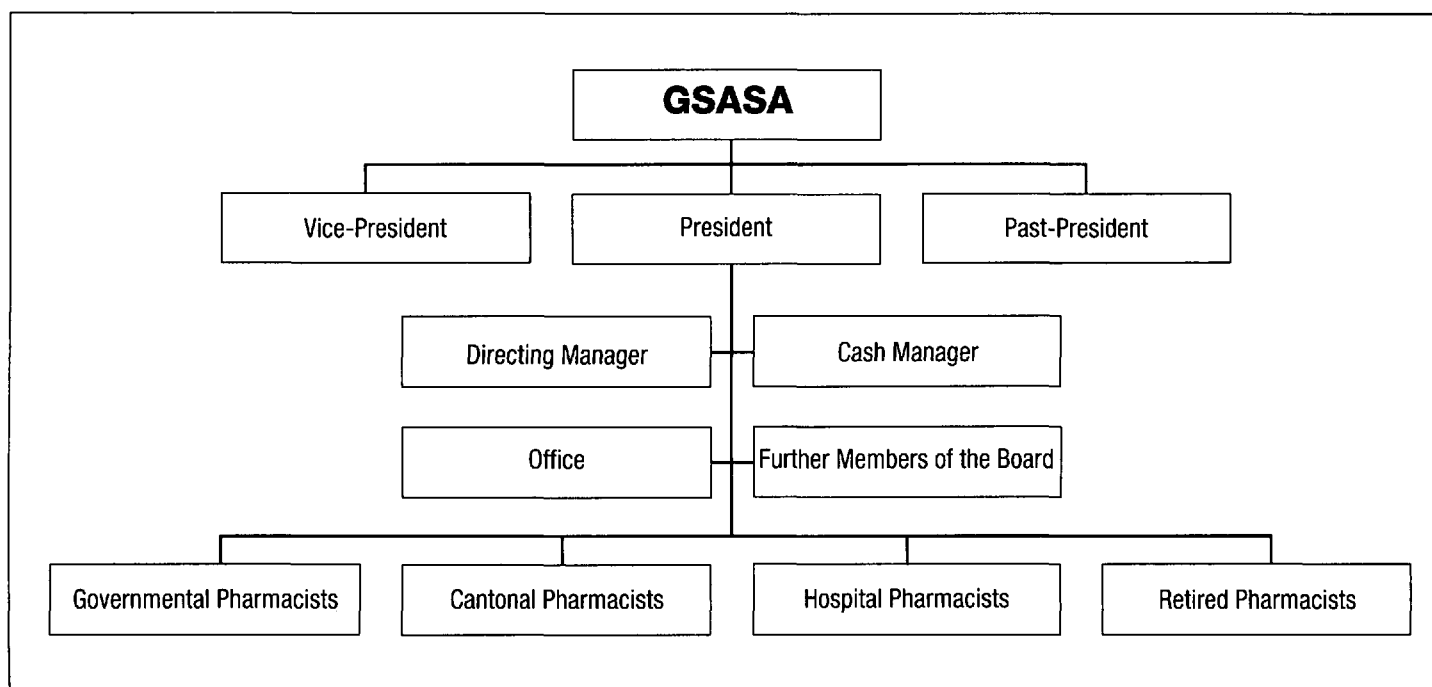 GSASA
Vice-President
President
Past-President
Directing Manager
Cash Manager
Office
Further Members of the Board
Governmental Pharmacists
Cantonal Pharmacists
Hospital Pharmacists
Retired Pharmacists